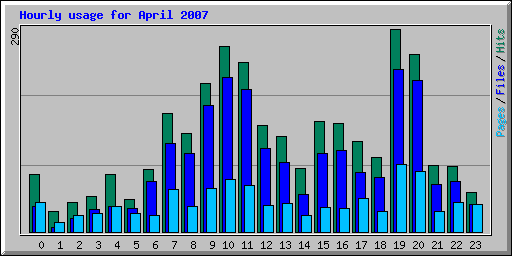 Hourly usage for April 2007
290
Pages/Files/Hits
0 1 2 3 4 5 6 7 8 9 10 11 12 13 14 15 16 17 18 19 20 21 22 23